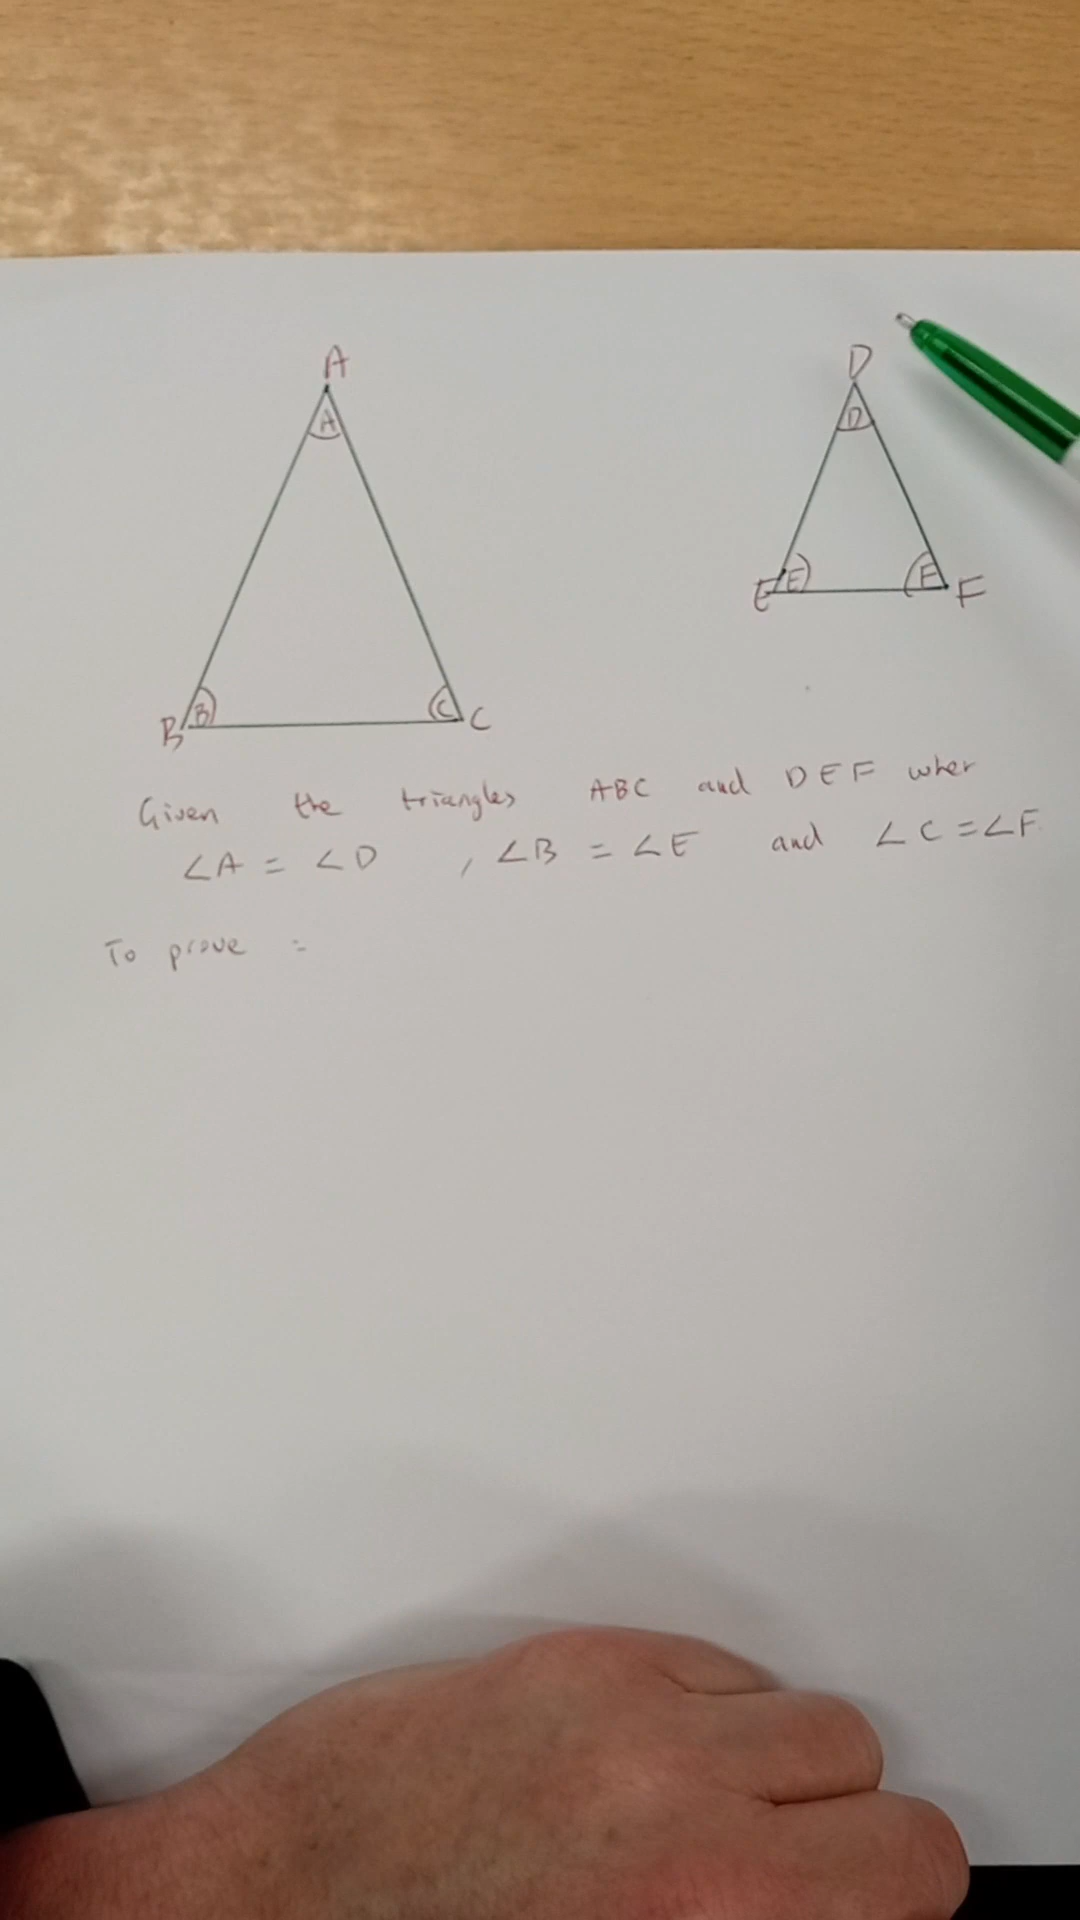 A
D
A
D
E
E
F
F
B
B
C
C
Given the triangles ABC and DEF wher
∠A = ∠D , ∠B = ∠E and ∠C = ∠F.
To prove =